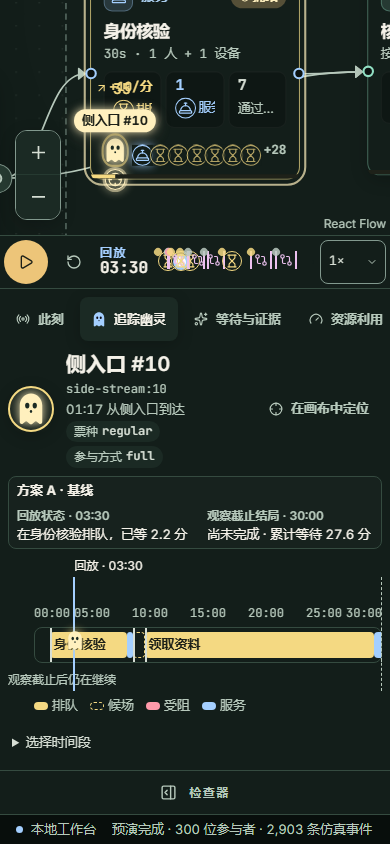 服务
身份核验
30s · 1 人 + 1 设备
/分
1
服务
7
通过…
侧入口 #10
+28
React Flow
回放
03:30
1×
此刻
追踪幽灵
等待与证据
资源利用
侧入口 #10
side-stream:10
01:17 从侧入口到达
在画布中定位
票种 regular
参与方式 full
方案 A · 基线
回放状态 · 03:30
观察截止结局 · 30:00
在身份核验排队，已等 2.2 分
尚未完成 · 累计等待 27.6 分
回放 · 03:30
00:00 05:00 10:00 15:00 20:00 25:00 30:00
身份核验
领取资料
观察截止后仍在继续
排队
候场
受阻
服务
选择时间段
检查器
本地工作台
预演完成 · 300 位参与者 · 2,903 条仿真事件